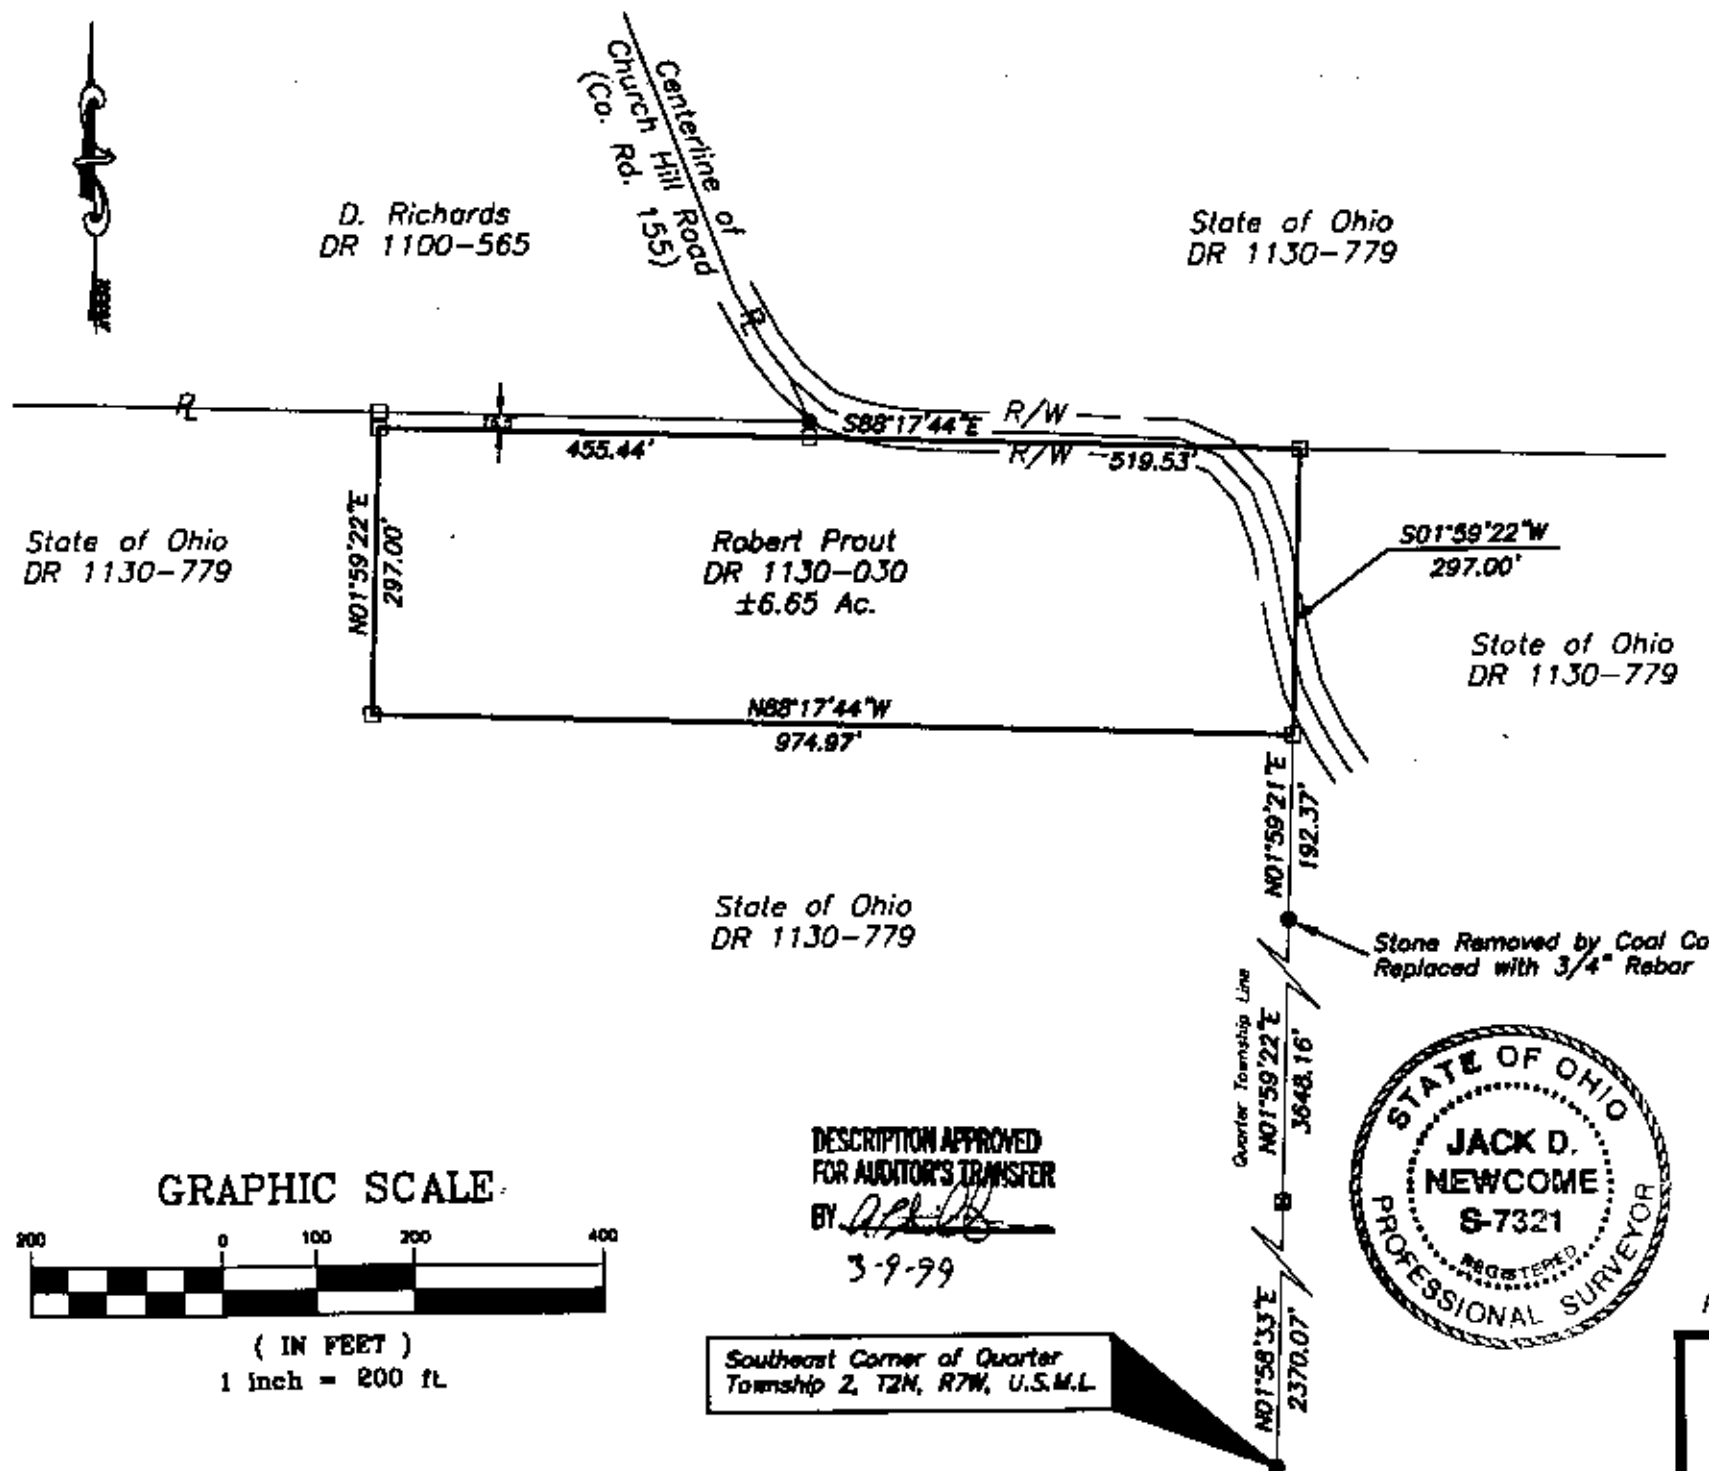 Centerline of
Church Hill Road
(Co. Rd. 155)
D. Richards
DR 1100-565
State of Ohio
DR 1130-779
PL
PL
16.5'
S88°17'44"E
R/W
455.44'
R/W
519.53'
N01°59'22"E
297.00'
State of Ohio
DR 1130-779
Robert Prout
DR 1130-030
±6.65 Ac.
S01°59'22"W
297.00'
State of Ohio
DR 1130-779
N88°17'44"W
974.97'
N01°59'21"E
192.37'
State of Ohio
DR 1130-779
Stone Removed by Coal Co
Replaced with 3/4" Rebar
Quarter Township Line
N01°59'22"E
3648.16'
STATE OF OHIO
JACK D.
NEWCOME
S-7321
REGISTERED
PROFESSIONAL SURVEYOR
DESCRIPTION APPROVED
FOR AUDITOR'S TRANSFER
BY
3-9-99
GRAPHIC SCALE
200 0 100 200 400
( IN FEET )
1 inch = 200 ft.
Southeast Corner of Quarter
Township 2, T2N, R7W, U.S.M.L.
N01°58'33"E
2370.07'